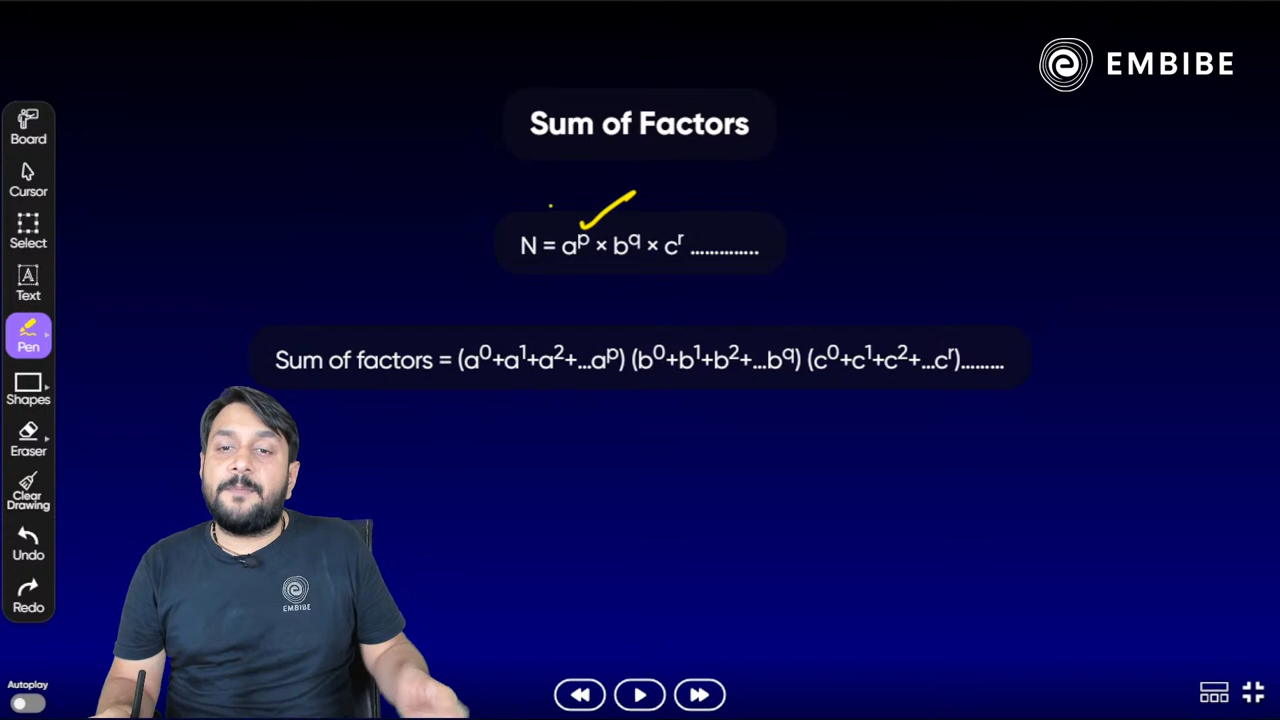 EMBIBE
Sum of Factors
Board
Cursor
Select
Text
Pen
Shapes
Eraser
Clear
Drawing
Undo
Redo
Autoplay
N = a^p × b^q × c^r ..............
Sum of factors = (a^0+a^1+a^2+...a^p) (b^0+b^1+b^2+...b^q) (c^0+c^1+c^2+...c^r).........
EMBIBE